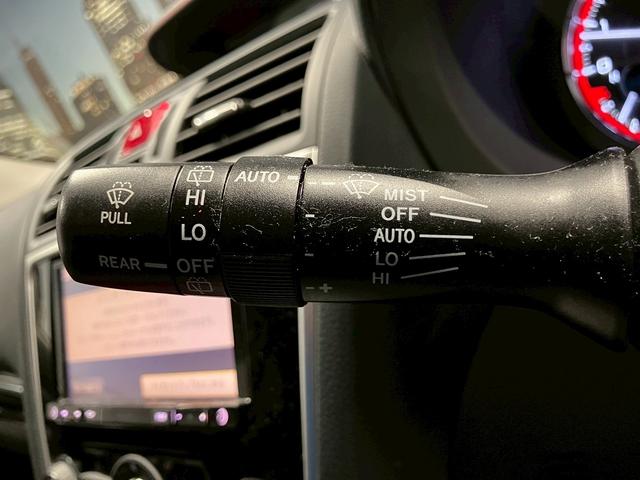 PULL
REAR
HI
LO
OFF
AUTO
- +
MIST
OFF
AUTO
LO
HI